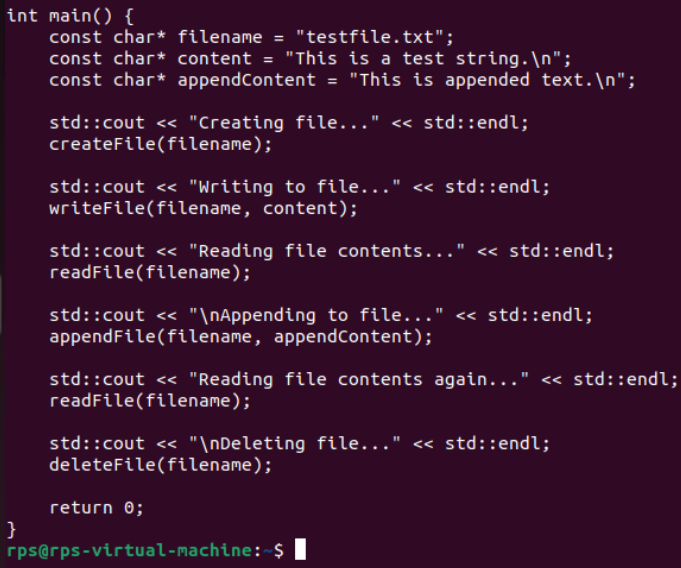 int main() {
    const char* filename = "testfile.txt";
    const char* content = "This is a test string.\n";
    const char* appendContent = "This is appended text.\n";

    std::cout << "Creating file..." << std::endl;
    createFile(filename);

    std::cout << "Writing to file..." << std::endl;
    writeFile(filename, content);

    std::cout << "Reading file contents..." << std::endl;
    readFile(filename);

    std::cout << "\nAppending to file..." << std::endl;
    appendFile(filename, appendContent);

    std::cout << "Reading file contents again..." << std::endl;
    readFile(filename);

    std::cout << "\nDeleting file..." << std::endl;
    deleteFile(filename);

    return 0;
}
rps@rps-virtual-machine:~$